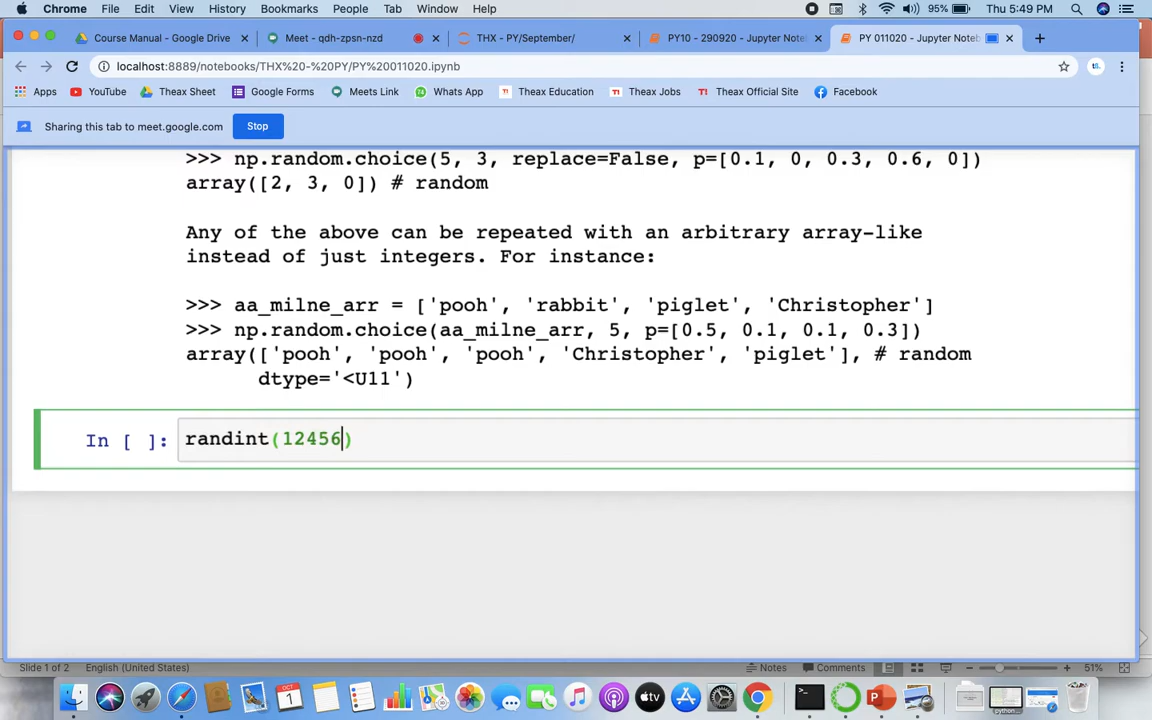 Chrome File Edit View History Bookmarks People Tab Window Help 95% Thu 5:49 PM
Course Manual - Google Drive Meet - qdh-zpsn-nzd THX - PY/September/ PY10 - 290920 - Jupyter Noteb PY 011020 - Jupyter Noteb
localhost:8889/notebooks/THX%20-%20PY/PY%20011020.ipynb
Apps YouTube Theax Sheet Google Forms Meets Link Whats App Theax Education Theax Jobs Theax Official Site Facebook
Sharing this tab to meet.google.com Stop
>>> np.random.choice(5, 3, replace=False, p=[0.1, 0, 0.3, 0.6, 0])
array([2, 3, 0]) # random
Any of the above can be repeated with an arbitrary array-like
instead of just integers. For instance:
>>> aa_milne_arr = ['pooh', 'rabbit', 'piglet', 'Christopher']
>>> np.random.choice(aa_milne_arr, 5, p=[0.5, 0.1, 0.1, 0.3])
array(['pooh', 'pooh', 'pooh', 'Christopher', 'piglet'], # random
dtype='<U11')
In [ ]: randint(12456)
Slide 1 of 2 English (United States) Notes Comments 51%